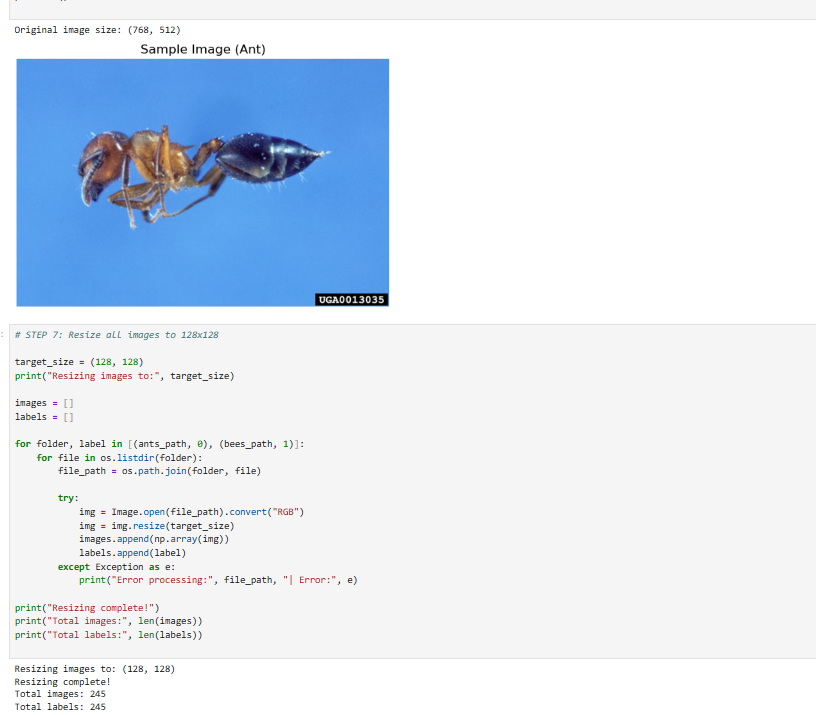 Original image size: (768, 512)
Sample Image (Ant)
UGA0013035
# STEP 7: Resize all images to 128x128
target_size = (128, 128)
print("Resizing images to:", target_size)
images = []
labels = []
for folder, label in [(ants_path, 0), (bees_path, 1)]:
    for file in os.listdir(folder):
        file_path = os.path.join(folder, file)
        try:
            img = Image.open(file_path).convert("RGB")
            img = img.resize(target_size)
            images.append(np.array(img))
            labels.append(label)
        except Exception as e:
            print("Error processing:", file_path, "| Error:", e)
print("Resizing complete!")
print("Total images:", len(images))
print("Total labels:", len(labels))
Resizing images to: (128, 128)
Resizing complete!
Total images: 245
Total labels: 245